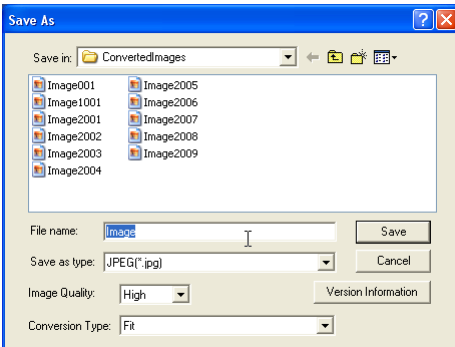 Save As
Save in: ConvertedImages
Image001 Image2005
Image1001 Image2006
Image2001 Image2007
Image2002 Image2008
Image2003 Image2009
Image2004
File name: Image Save
Save as type: JPEG(*.jpg) Cancel
Image Quality: High Version Information
Conversion Type: Fit